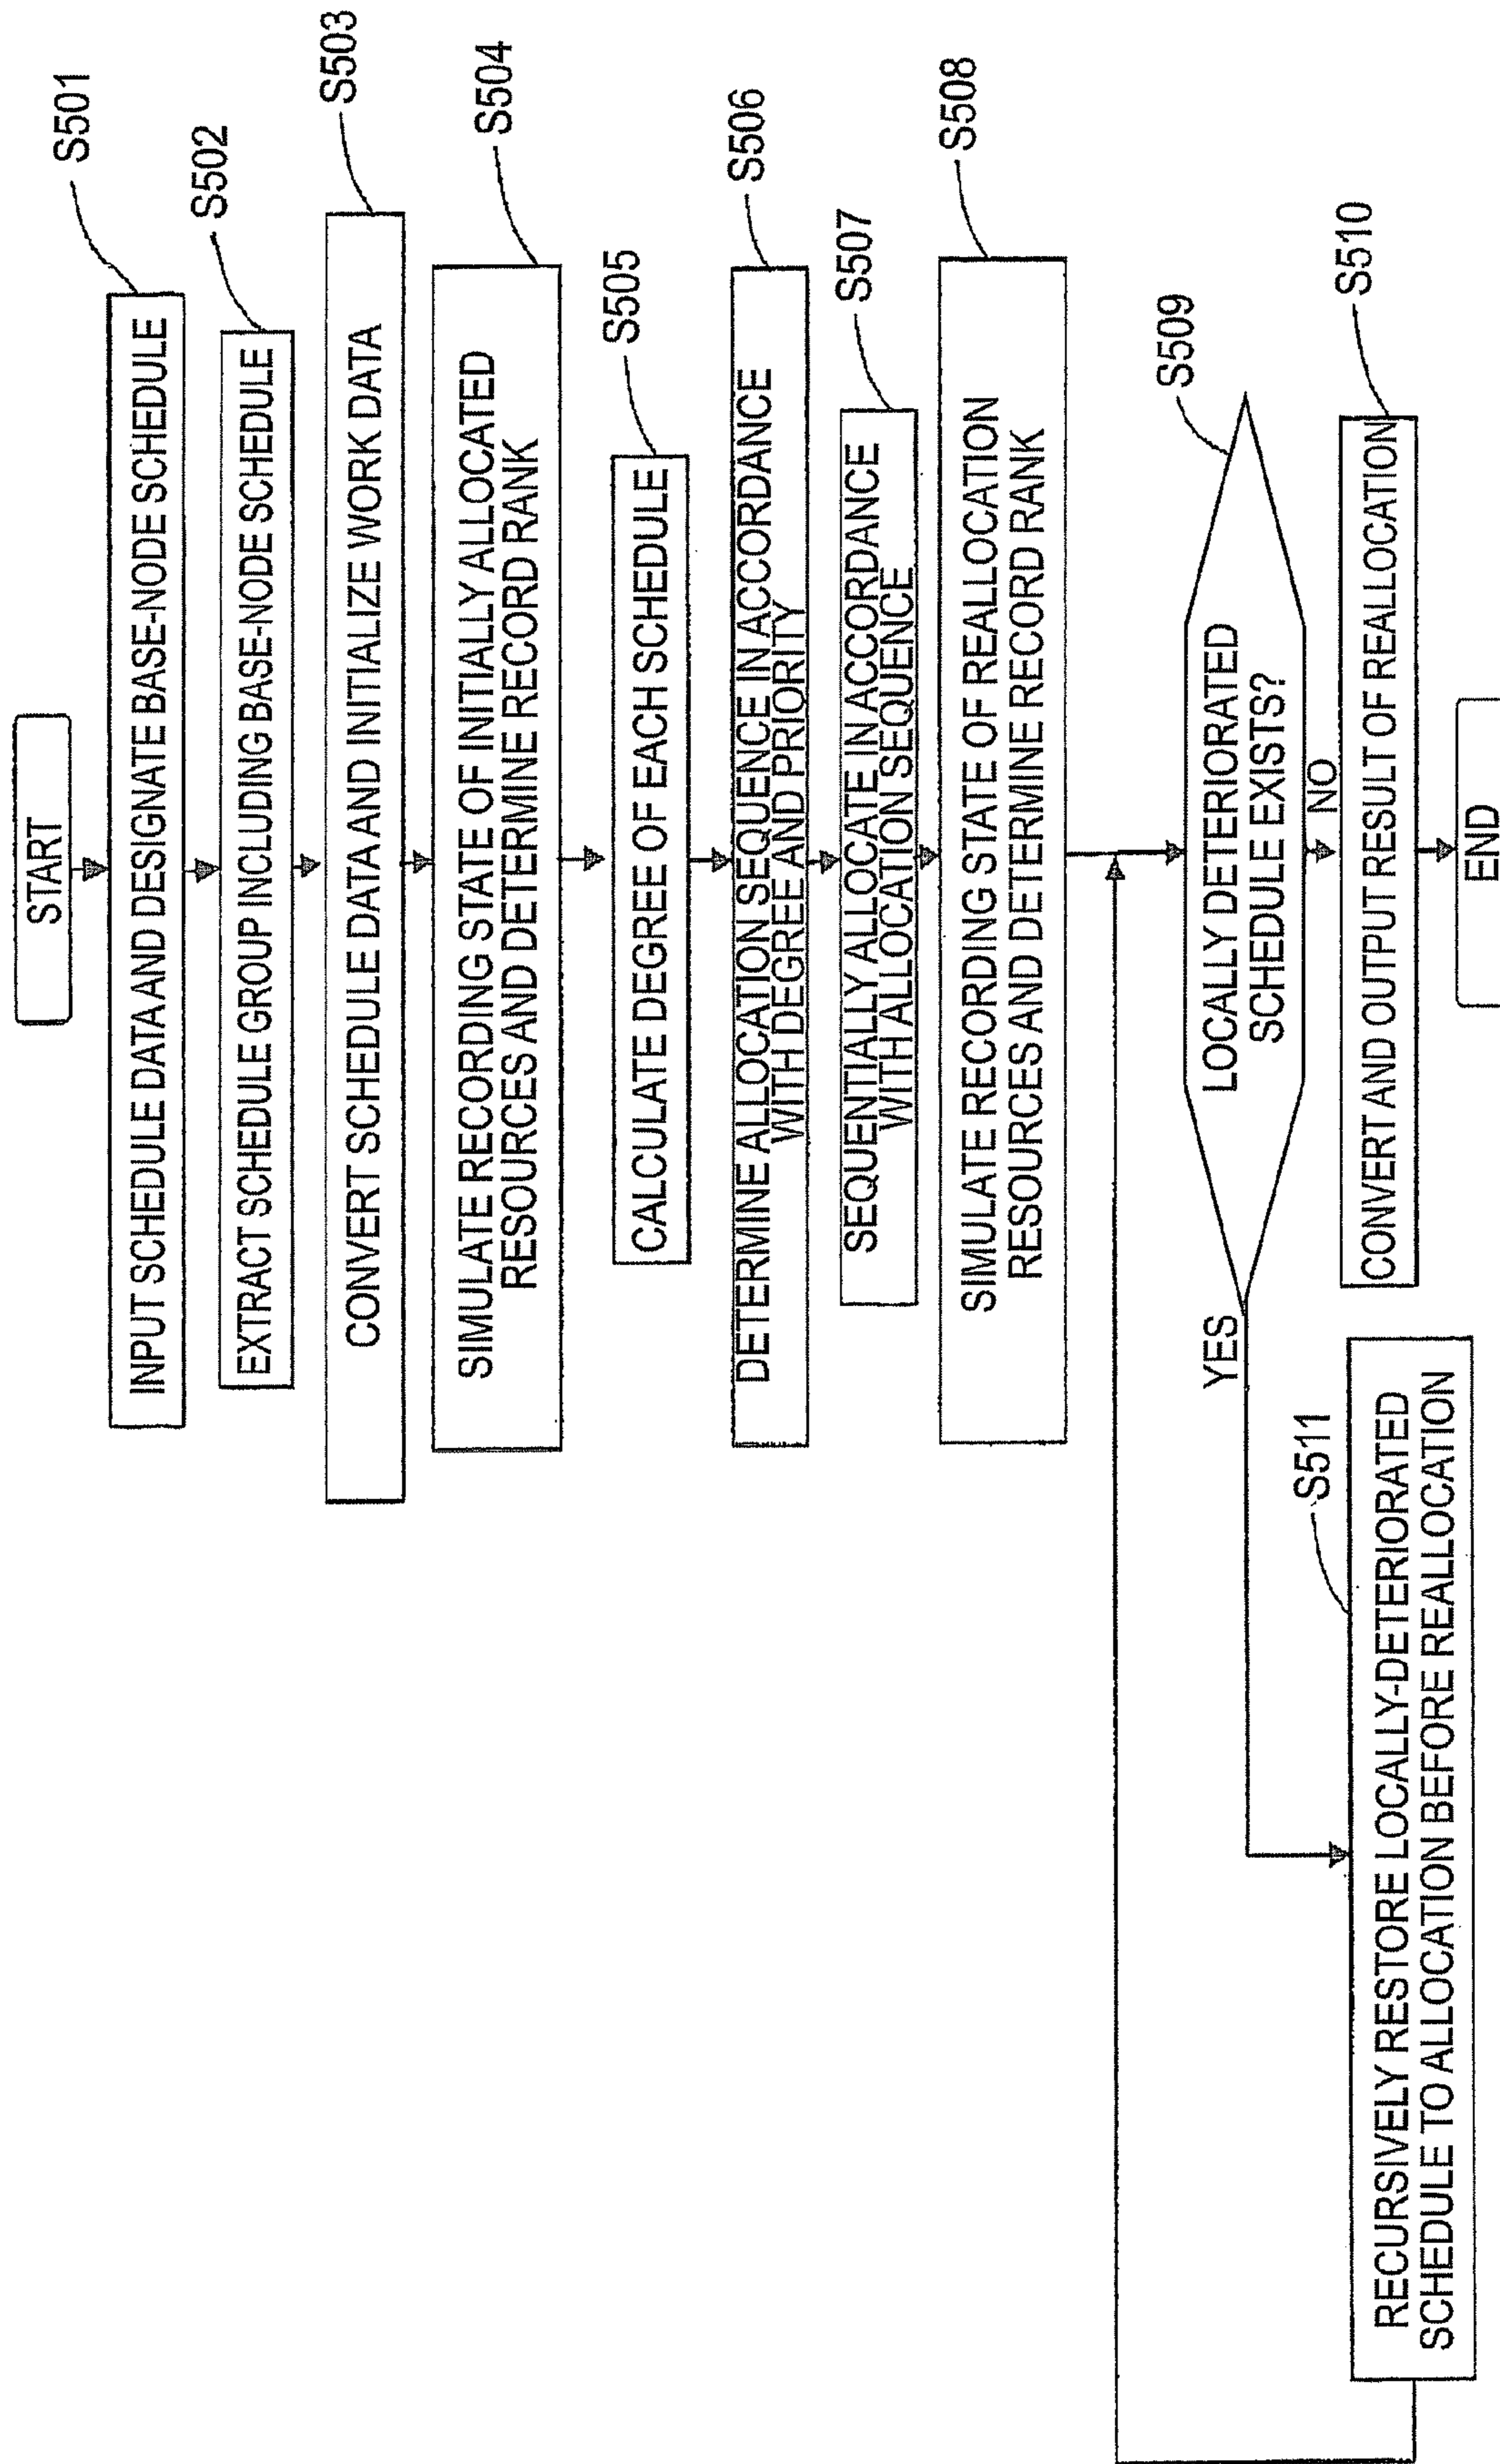 START
S501
INPUT SCHEDULE DATA AND DESIGNATE BASE-NODE SCHEDULE
S502
EXTRACT SCHEDULE GROUP INCLUDING BASE-NODE SCHEDULE
S503
CONVERT SCHEDULE DATA AND INITIALIZE WORK DATA
S504
SIMULATE RECORDING STATE OF INITIALLY ALLOCATED
RESOURCES AND DETERMINE RECORD RANK
S505
CALCULATE DEGREE OF EACH SCHEDULE
S506
DETERMINE ALLOCATION SEQUENCE IN ACCORDANCE
WITH DEGREE AND PRIORITY
S507
SEQUENTIALLY ALLOCATE IN ACCORDANCE
WITH ALLOCATION SEQUENCE
S508
SIMULATE RECORDING STATE OF REALLOCATION
RESOURCES AND DETERMINE RECORD RANK
S509
LOCALLY DETERIORATED
SCHEDULE EXISTS?
YES
NO
S510
CONVERT AND OUTPUT RESULT OF REALLOCATION
S511
RECURSIVELY RESTORE LOCALLY-DETERIORATED
SCHEDULE TO ALLOCATION BEFORE REALLOCATION
END